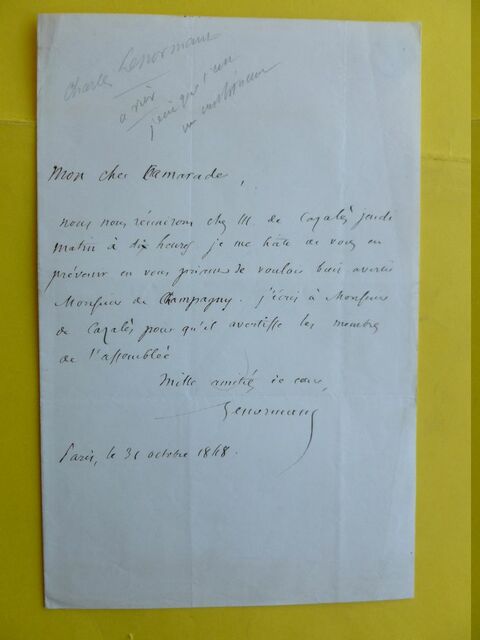 Charles Lenormant
Mon cher Camarade,
nous nous réunirons chez M. de Cazalès jeudi
matin à dix heures. je me hâte de vous en
prévenir en vous priant de vouloir bien avertir
Monsieur de Champagny. j'écris à Monsieur
de Cazalès pour qu'il avertisse les membres
de l'assemblée
Mille amitiés de cœur,
Lenormant
Paris, le 31 octobre 1848.